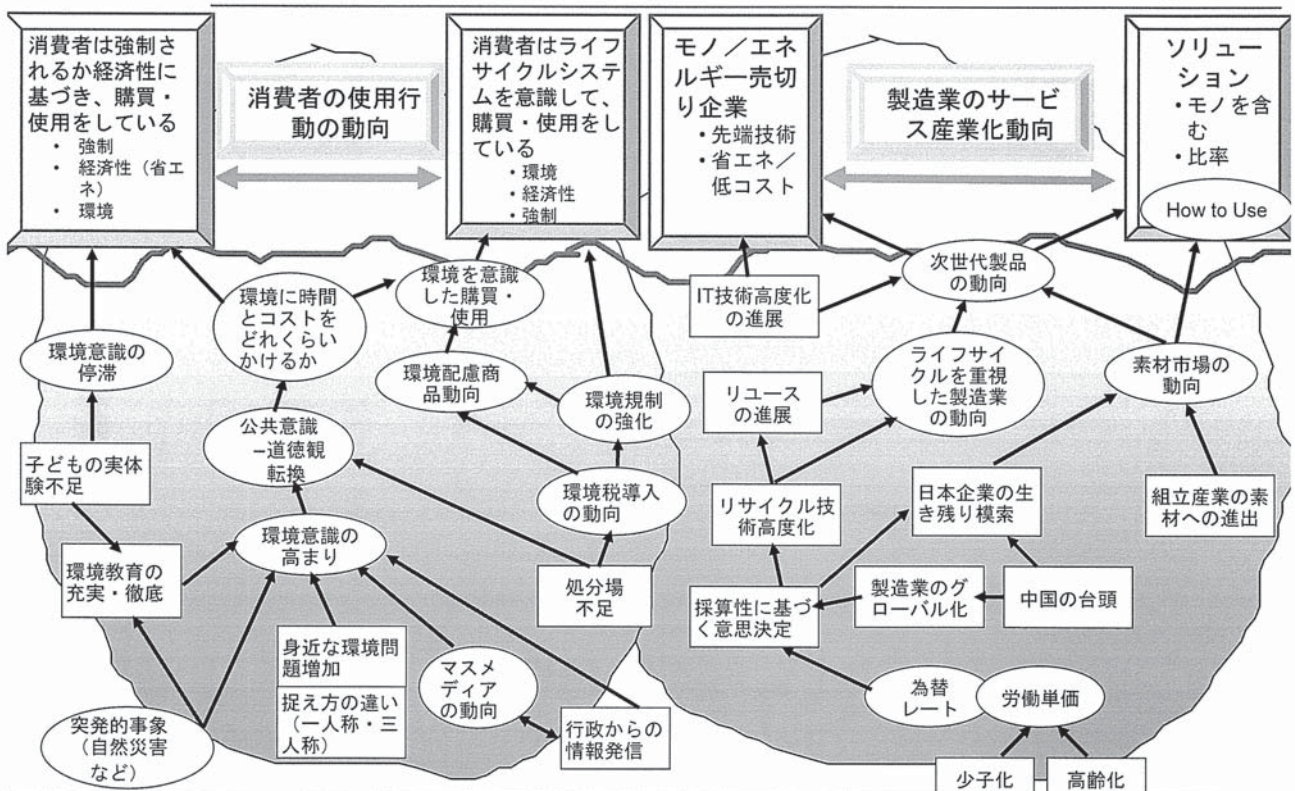 消費者は強制さ
れるか経済性に
基づき、購買・
使用をしている
・ 強制
・ 経済性（省エ
ネ）
・ 環境
消費者の使用行
動の動向
消費者はライフ
サイクルシステ
ムを意識して、
購買・使用をし
ている
・環境
・経済性
・強制
モノ／エネ
ルギー売切
り企業
・先端技術
・省エネ／
低コスト
製造業のサービ
ス産業化動向
ソリュー
ション
・モノを含
む
・比率
How to Use
環境に時間
とコストを
どれくらい
かけるか
環境を意識
した購買・
使用
IT技術高度化
の進展
次世代製品
の動向
環境意識の
停滞
環境配慮商
品動向
環境規制
の強化
リユース
の進展
ライフサイ
クルを重視
した製造業
の動向
素材市場の
動向
公共意識
−道徳観
転換
子どもの実体
験不足
環境税導入
の動向
リサイクル技
術高度化
日本企業の生
き残り模索
組立産業の素
材への進出
環境意識の
高まり
環境教育の
充実・徹底
処分場
不足
採算性に基づ
く意思決定
製造業のグ
ローバル化
中国の台頭
身近な環境問
題増加
捉え方の違い
（一人称・三
人称）
マスメ
ディア
の動向
為替
レート
労働単価
突発的事象
（自然災害
など）
行政からの
情報発信
少子化
高齢化